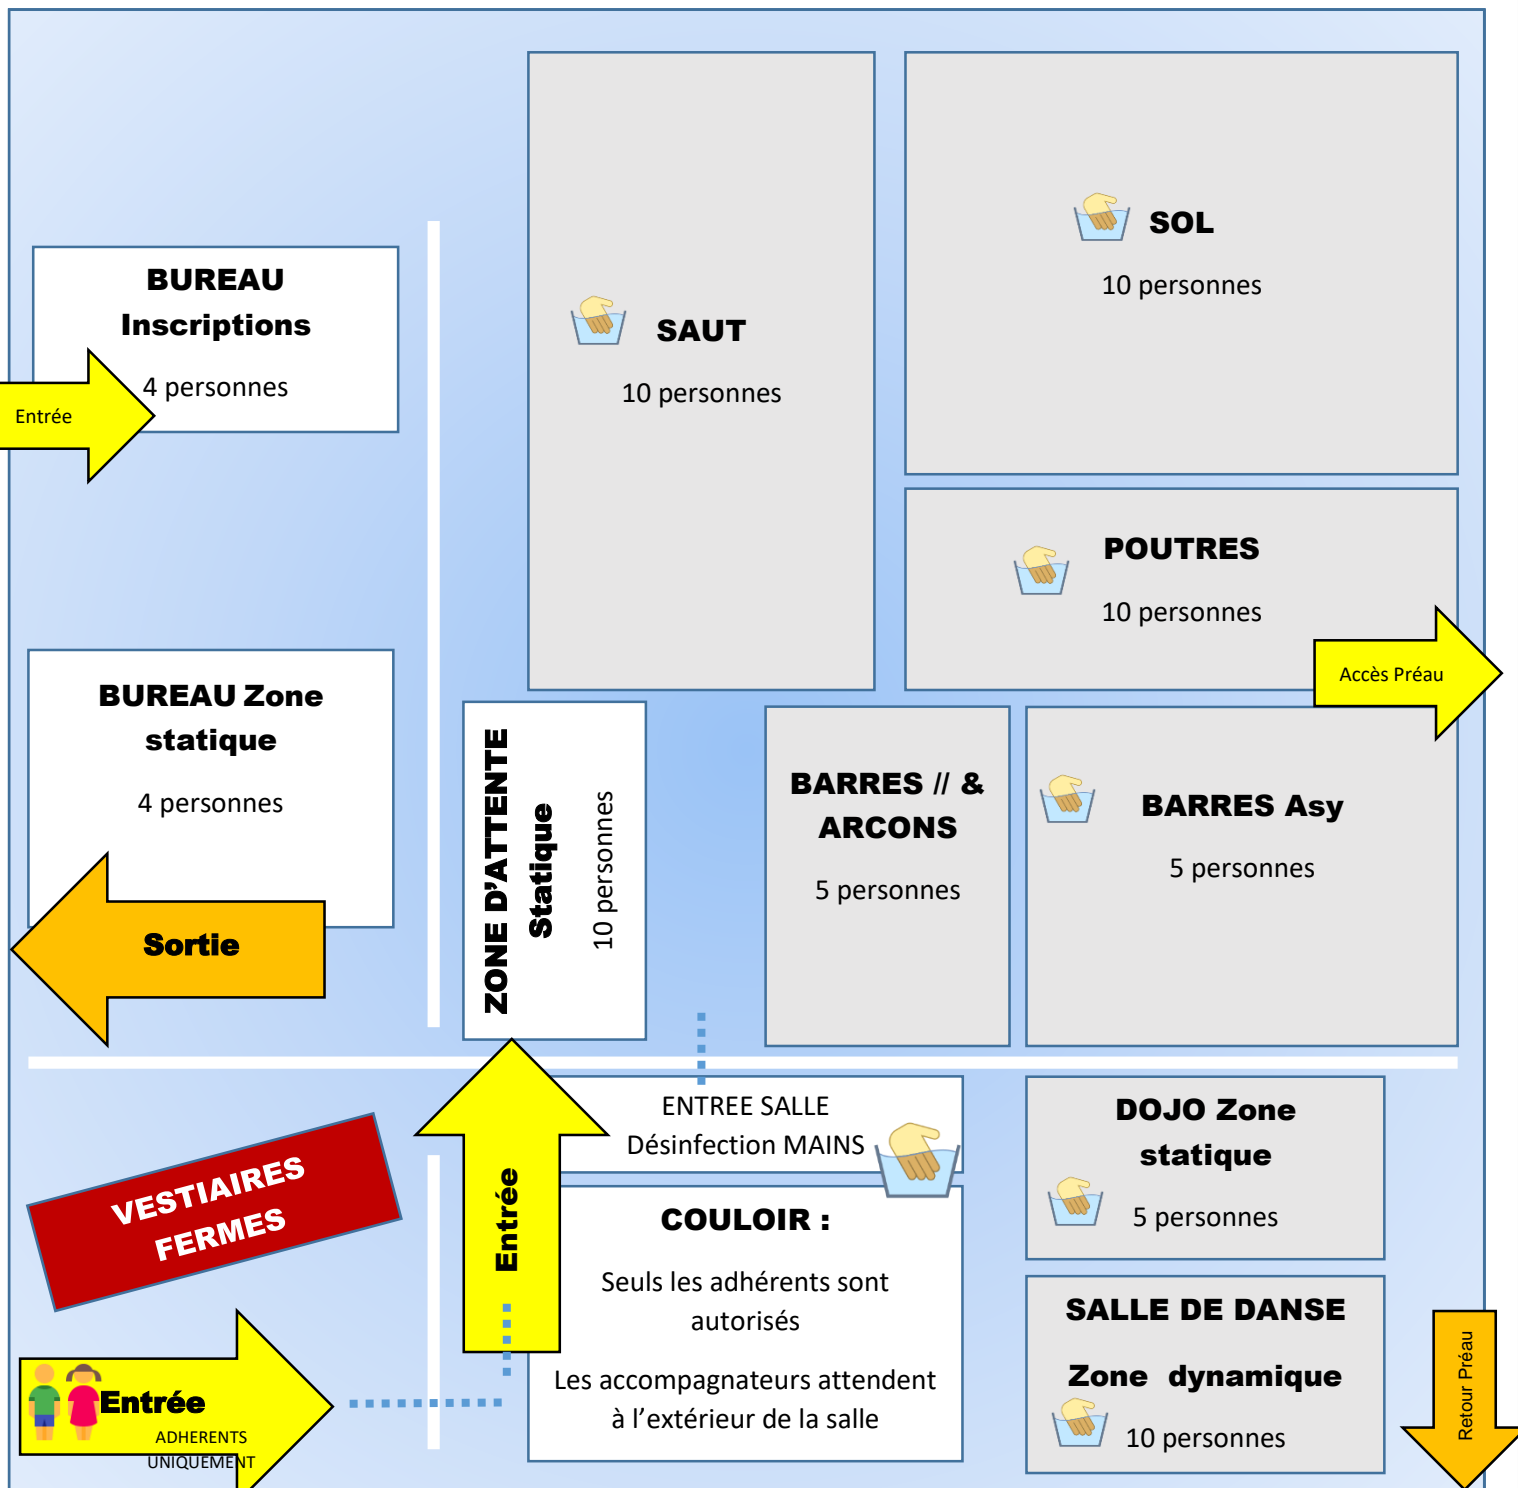 SOL
10 personnes
BUREAU
Inscriptions
4 personnes
Entrée
SAUT
10 personnes
POUTRES
10 personnes
Accès Préau
BUREAU Zone
statique
4 personnes
Sortie
ZONE D'ATTENTE
Statique
10 personnes
BARRES // &
ARCONS
5 personnes
BARRES Asy
5 personnes
ENTREE SALLE
Désinfection MAINS
DOJO Zone
statique
5 personnes
VESTIAIRES
FERMES
Entrée
COULOIR :
Seuls les adhérents sont
autorisés
Les accompagnateurs attendent
à l'extérieur de la salle
SALLE DE DANSE
Zone dynamique
10 personnes
Retour Préau
Entrée
ADHERENTS
UNIQUEMENT